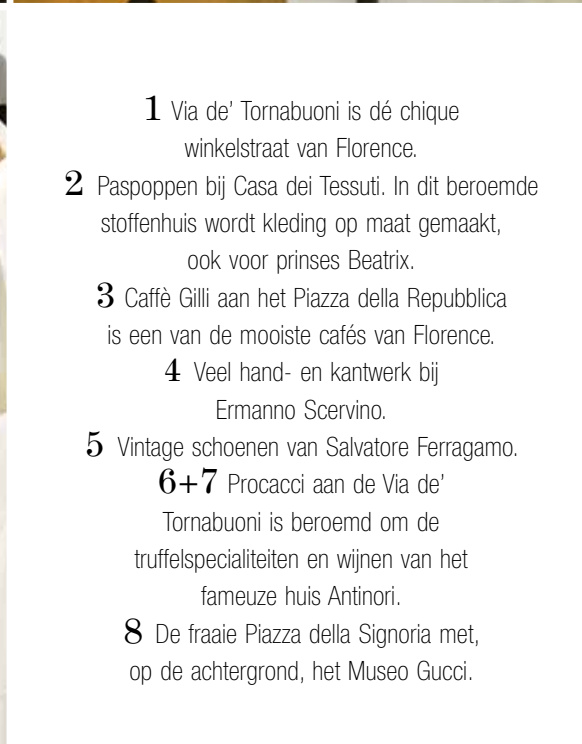 1 Via de’ Tornabuoni is dé chique
winkelstraat van Florence.
2 Paspoppen bij Casa dei Tessuti. In dit beroemde
stoffenhuis wordt kleding op maat gemaakt,
ook voor prinses Beatrix.
3 Caffè Gilli aan het Piazza della Repubblica
is een van de mooiste cafés van Florence.
4 Veel hand- en kantwerk bij
Ermanno Scervino.
5 Vintage schoenen van Salvatore Ferragamo.
6+7 Procacci aan de Via de’
Tornabuoni is beroemd om de
truffelspecialiteiten en wijnen van het
fameuze huis Antinori.
8 De fraaie Piazza della Signoria met,
op de achtergrond, het Museo Gucci.